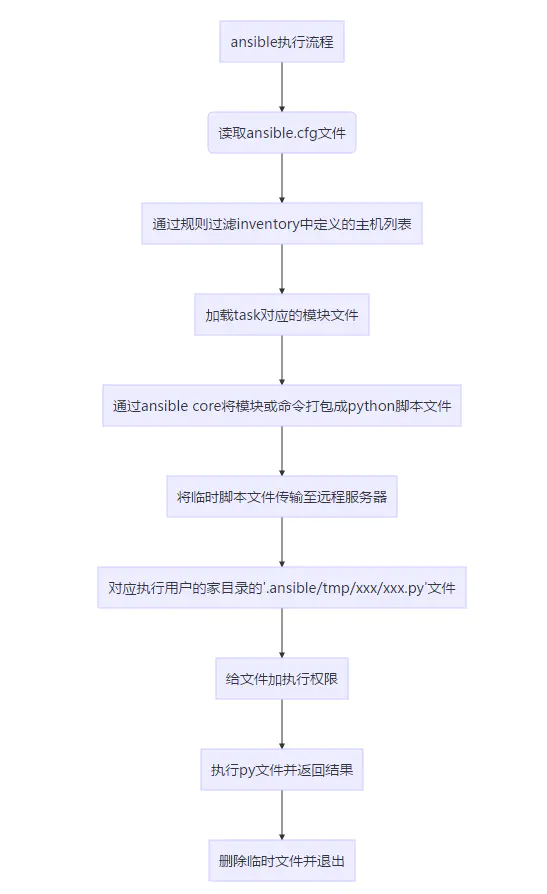 ansible执行流程
读取ansible.cfg文件
通过规则过滤inventory中定义的主机列表
加载task对应的模块文件
通过ansible core将模块或命令打包成python脚本文件
将临时脚本文件传输至远程服务器
对应执行用户的家目录的'.ansible/tmp/xxx/xxx.py'文件
给文件加执行权限
执行py文件并返回结果
删除临时文件并退出